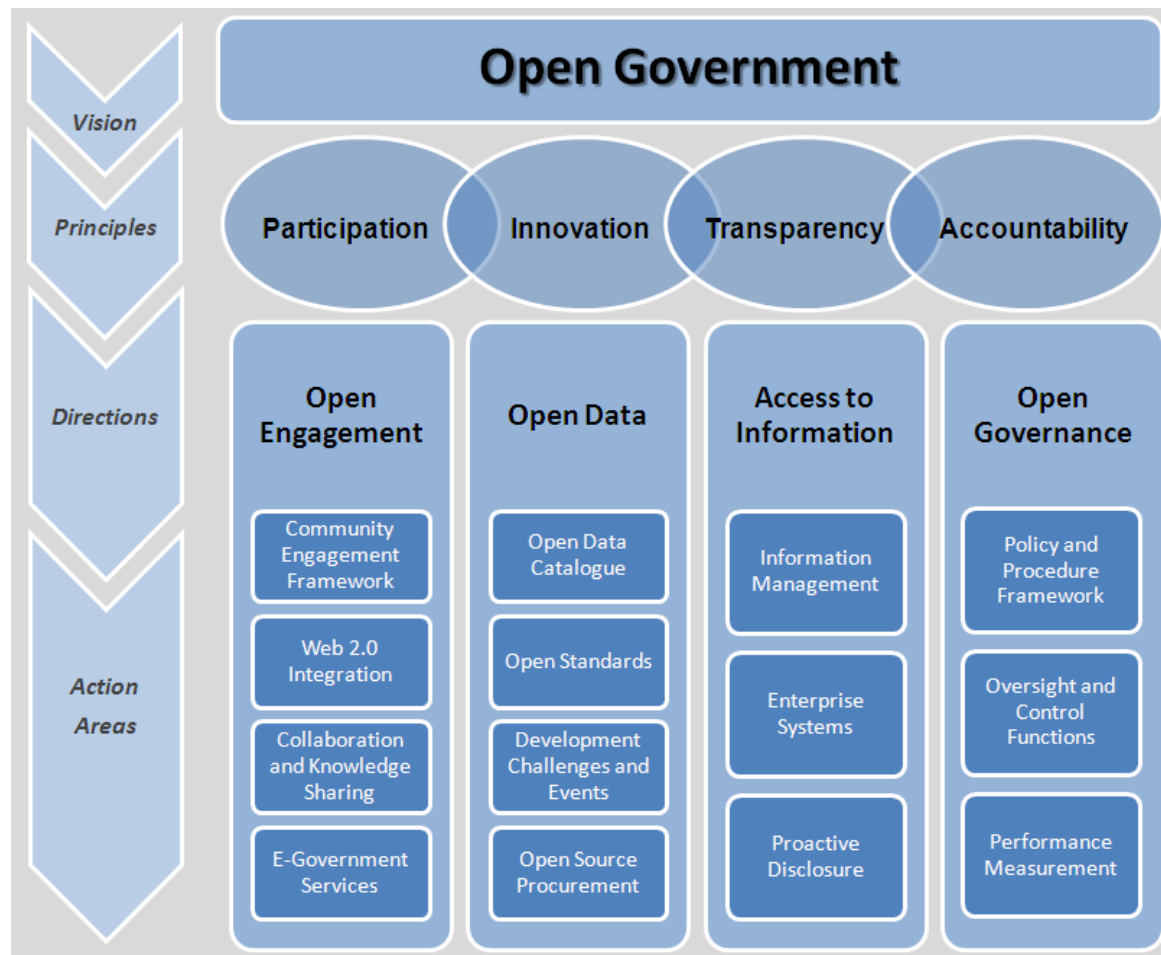 Open Government
Vision
Principles
Participation
Innovation
Transparency
Accountability
Directions
Open
Engagement
Open Data
Access to
Information
Open
Governance
Action
Areas
Community
Engagement
Framework
Web 2.0
Integration
Collaboration
and Knowledge
Sharing
E-Government
Services
Open Data
Catalogue
Open Standards
Development
Challenges and
Events
Open Source
Procurement
Information
Management
Enterprise
Systems
Proactive
Disclosure
Policy and
Procedure
Framework
Oversight and
Control
Functions
Performance
Measurement